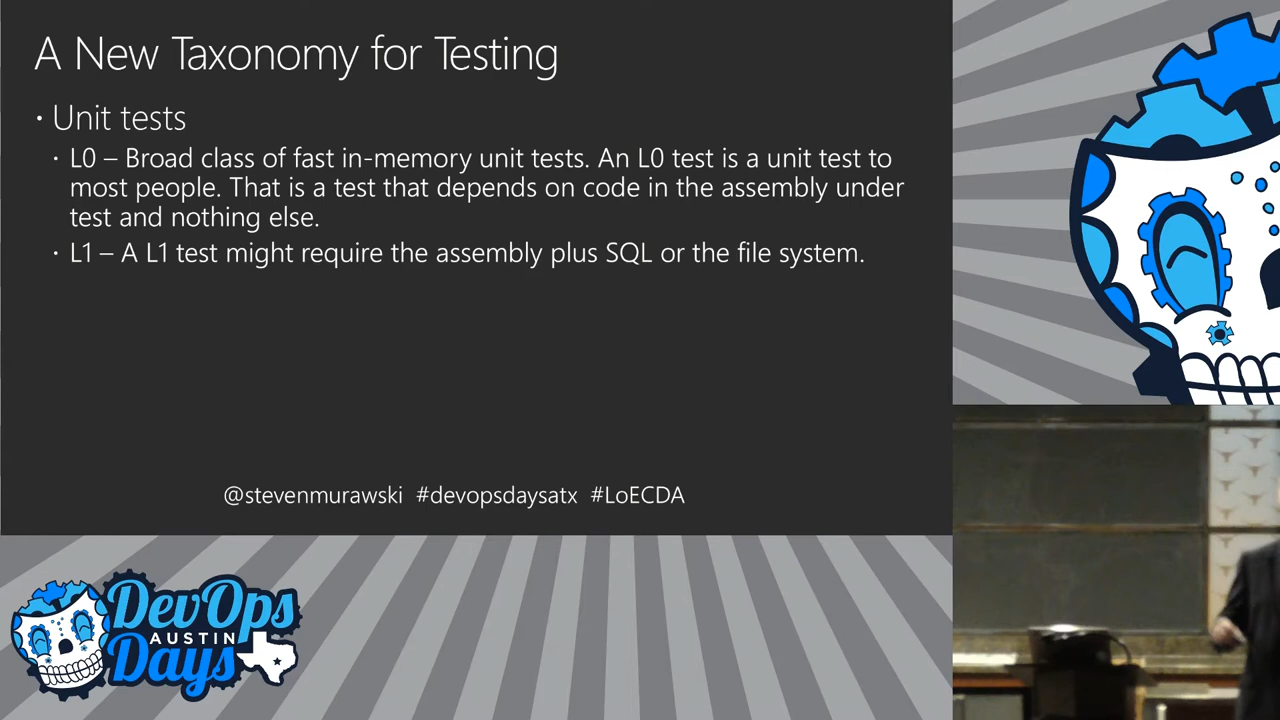 A New Taxonomy for Testing
• Unit tests
• L0 – Broad class of fast in-memory unit tests. An L0 test is a unit test to
most people. That is a test that depends on code in the assembly under
test and nothing else.
• L1 – A L1 test might require the assembly plus SQL or the file system.
@stevenmurawski #devopsdaysatx #LoECDA
DevOps
AUSTIN
Days